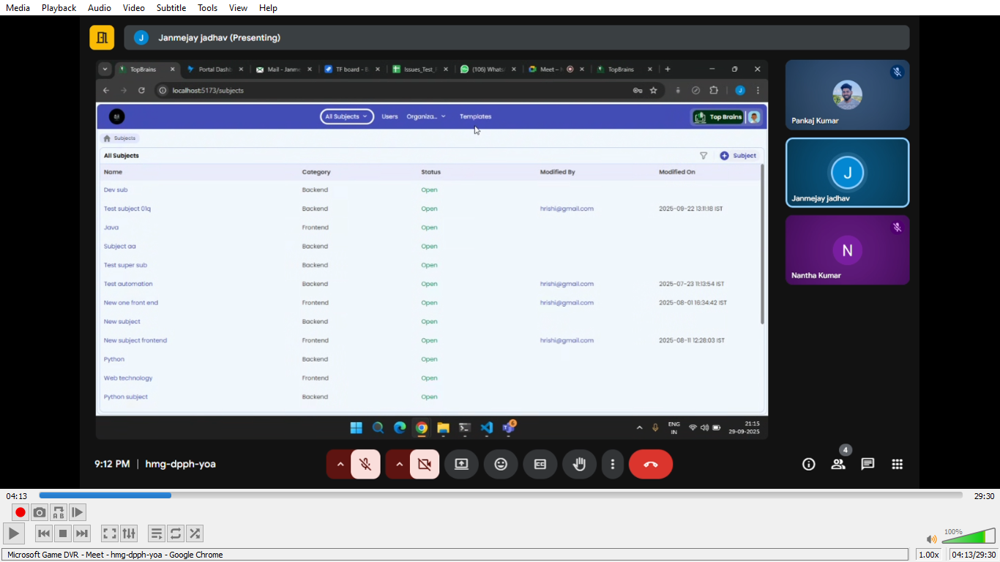 Media Playback Audio Video Subtitle Tools View Help
J Janmejay jadhav (Presenting)
TopBrains Portal Dashb Mail - Janme TF board - B Issues_Test_ (106) Whats Meet – TopBrains
localhost:5173/subjects J
All Subjects Users Organiza... Templates Top Brains
Subjects
All Subjects Subject
Name Category Status Modified By Modified On
Dev sub Backend Open
Test subject 01q Backend Open hrishi@gmail.com 2025-09-22 13:11:18 IST
Java Frontend Open
Subject aa Backend Open
Test super sub Backend Open
Test automation Backend Open hrishi@gmail.com 2025-07-23 11:13:54 IST
New one front end Frontend Open hrishi@gmail.com 2025-08-01 16:34:42 IST
New subject Backend Open
New subject frontend Frontend Open hrishi@gmail.com 2025-08-11 12:28:03 IST
Python Backend Open
Web technology Frontend Open
Python subject Backend Open
6
ENG
IN
21:15
29-09-2025
Pankaj Kumar
J
Janmejay jadhav
N
Nantha Kumar
9:12 PM hmg-dpph-yoa
4
04:13 29:30
A B
100%
Microsoft Game DVR - Meet - hmg-dpph-yoa - Google Chrome 1.00x 04:13/29:30